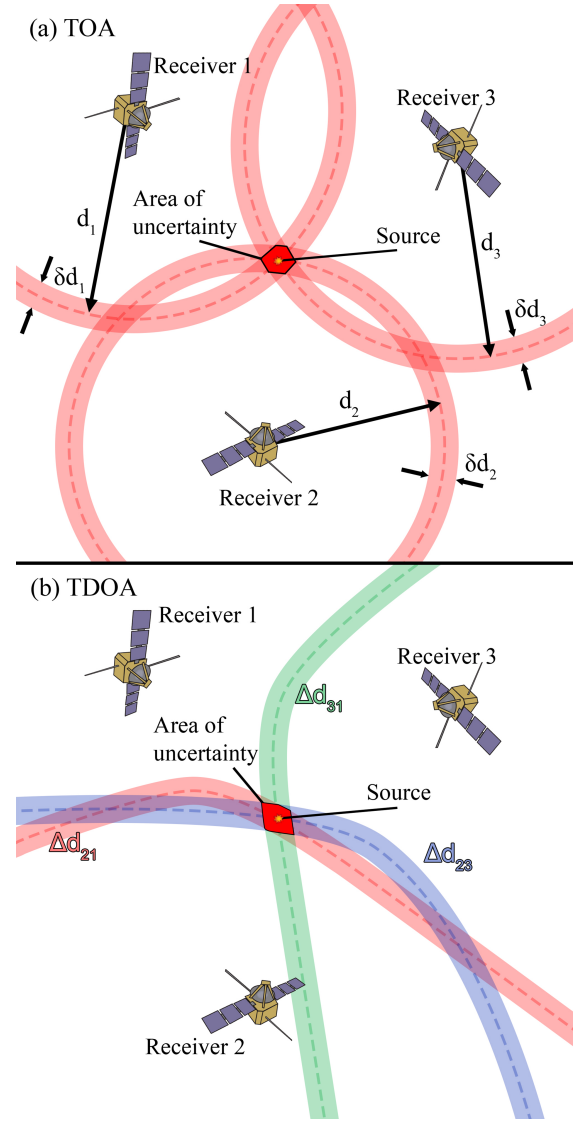 (a) TOA
Receiver 1
Receiver 3
Area of
uncertainty
Source
d₁
d₃
δd₁
δd₃
d₂
δd₂
Receiver 2
(b) TDOA
Receiver 1
Receiver 3
Δd₃₁
Area of
uncertainty
Source
Δd₂₁
Δd₂₃
Receiver 2